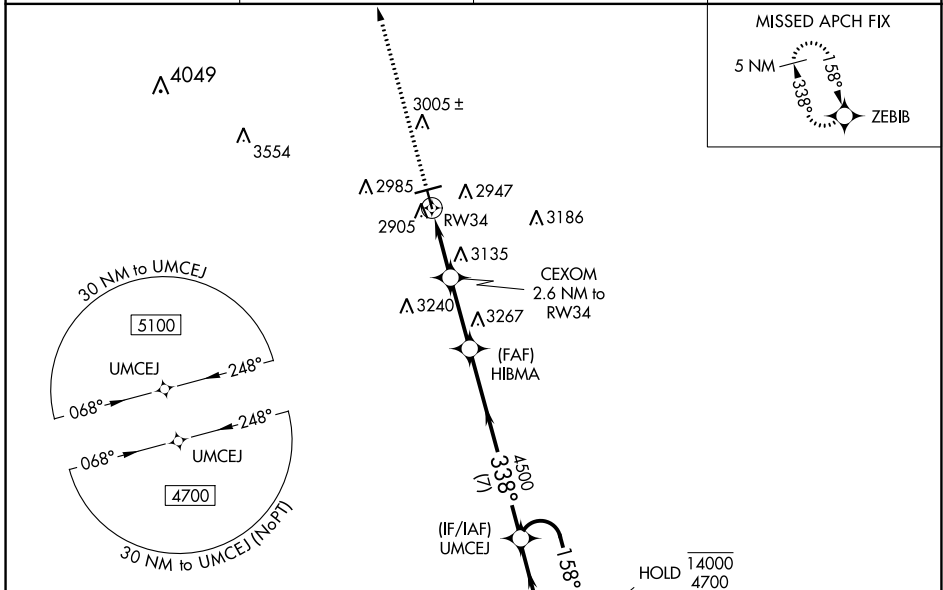 MISSED APCH FIX
5 NM
158°
338°
ZEBIB
4049
3554
3005 ±
2985
2947
2905
RW34
3186
3135
CEXOM
2.6 NM to
RW34
3240
3267
(FAF)
HIBMA
30 NM to UMCEJ
5100
UMCEJ
248°
068°
248°
068°
UMCEJ
4700
30 NM to UMCEJ (NoPT)
4500
338°
(7)
(IF/IAF)
UMCEJ
158°
HOLD 14000
4700